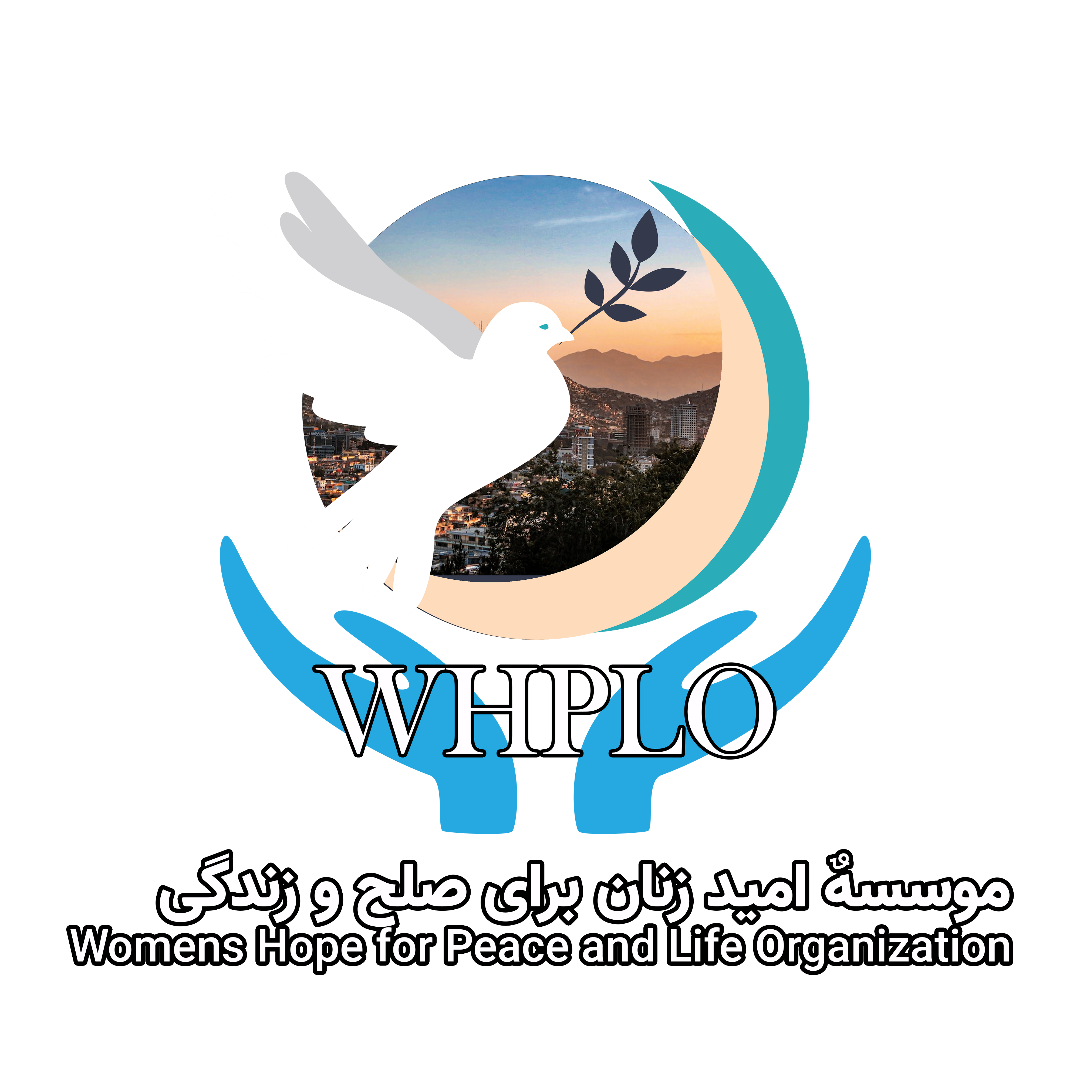 WHPLO
موسسهٔ امید زنان برای صلح و زندگی
Womens Hope for Peace and Life Organization